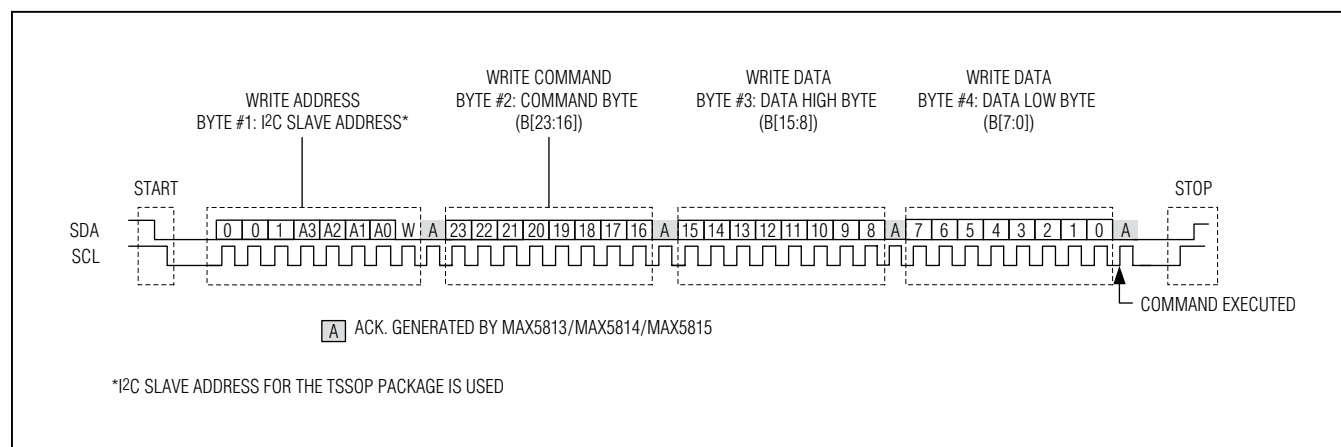 WRITE ADDRESS
BYTE #1: I2C SLAVE ADDRESS*
WRITE COMMAND
BYTE #2: COMMAND BYTE
(B[23:16])
WRITE DATA
BYTE #3: DATA HIGH BYTE
(B[15:8])
WRITE DATA
BYTE #4: DATA LOW BYTE
(B[7:0])
START
STOP
SDA
0 0 1 A3 A2 A1 A0 W A 23 22 21 20 19 18 17 16 A 15 14 13 12 11 10 9 8 A 7 6 5 4 3 2 1 0 A
SCL
COMMAND EXECUTED
A ACK. GENERATED BY MAX5813/MAX5814/MAX5815
*I2C SLAVE ADDRESS FOR THE TSSOP PACKAGE IS USED